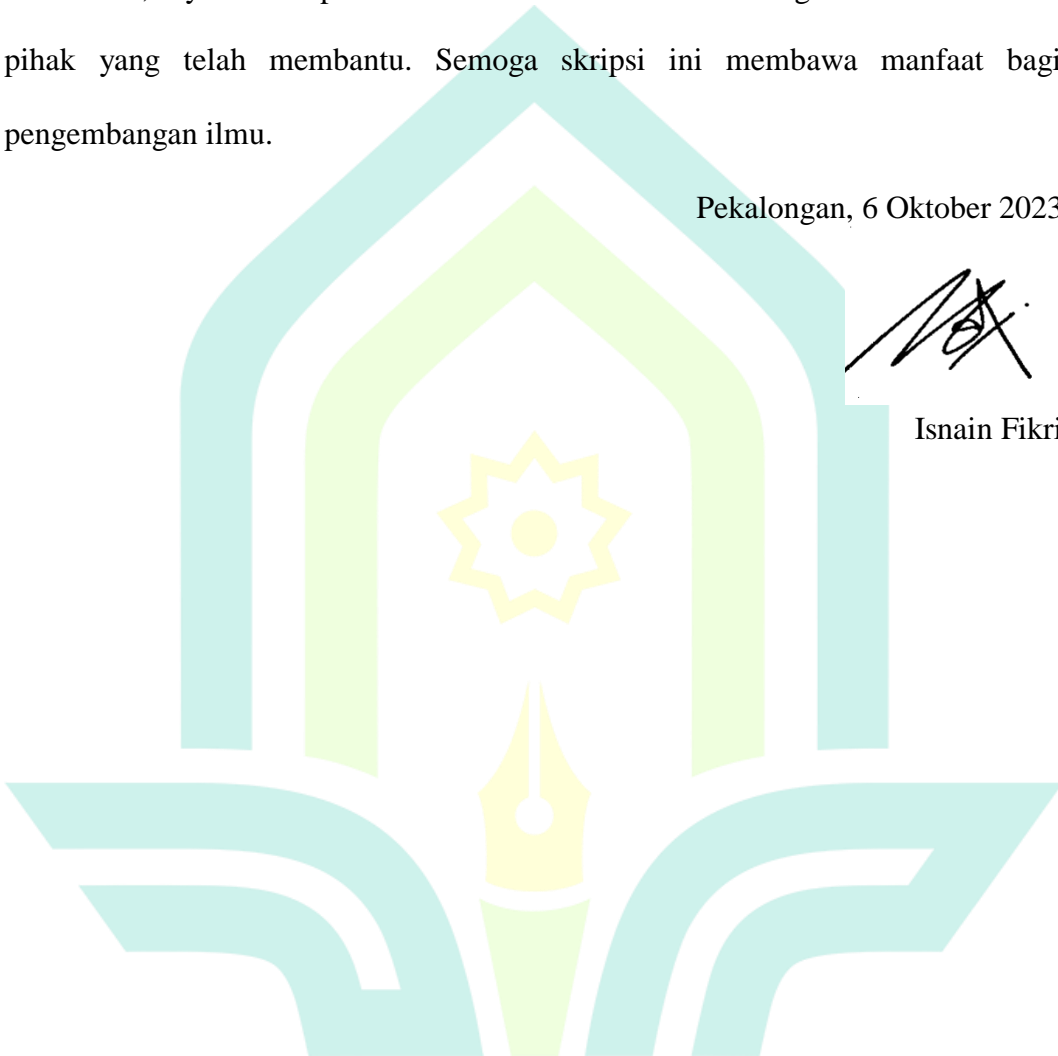 pihak yang telah membantu. Semoga skripsi ini membawa manfaat bagi
pengembangan ilmu.
Pekalongan, 6 Oktober 2023
Isnain Fikri